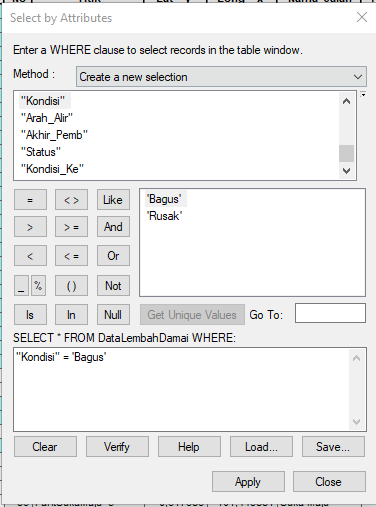 Select by Attributes
Enter a WHERE clause to select records in the table window.
Method : Create a new selection
"Kondisi"
"Arah_Alir"
"Akhir_Pemb"
"Status"
"Kondisi_Ke"
= < > Like
> > = And
< < = Or
_ % ( ) Not
Is In Null
'Bagus'
'Rusak'
Get Unique Values Go To:
SELECT * FROM DataLembahDamai WHERE:
"Kondisi" = 'Bagus'
Clear Verify Help Load... Save...
Apply Close